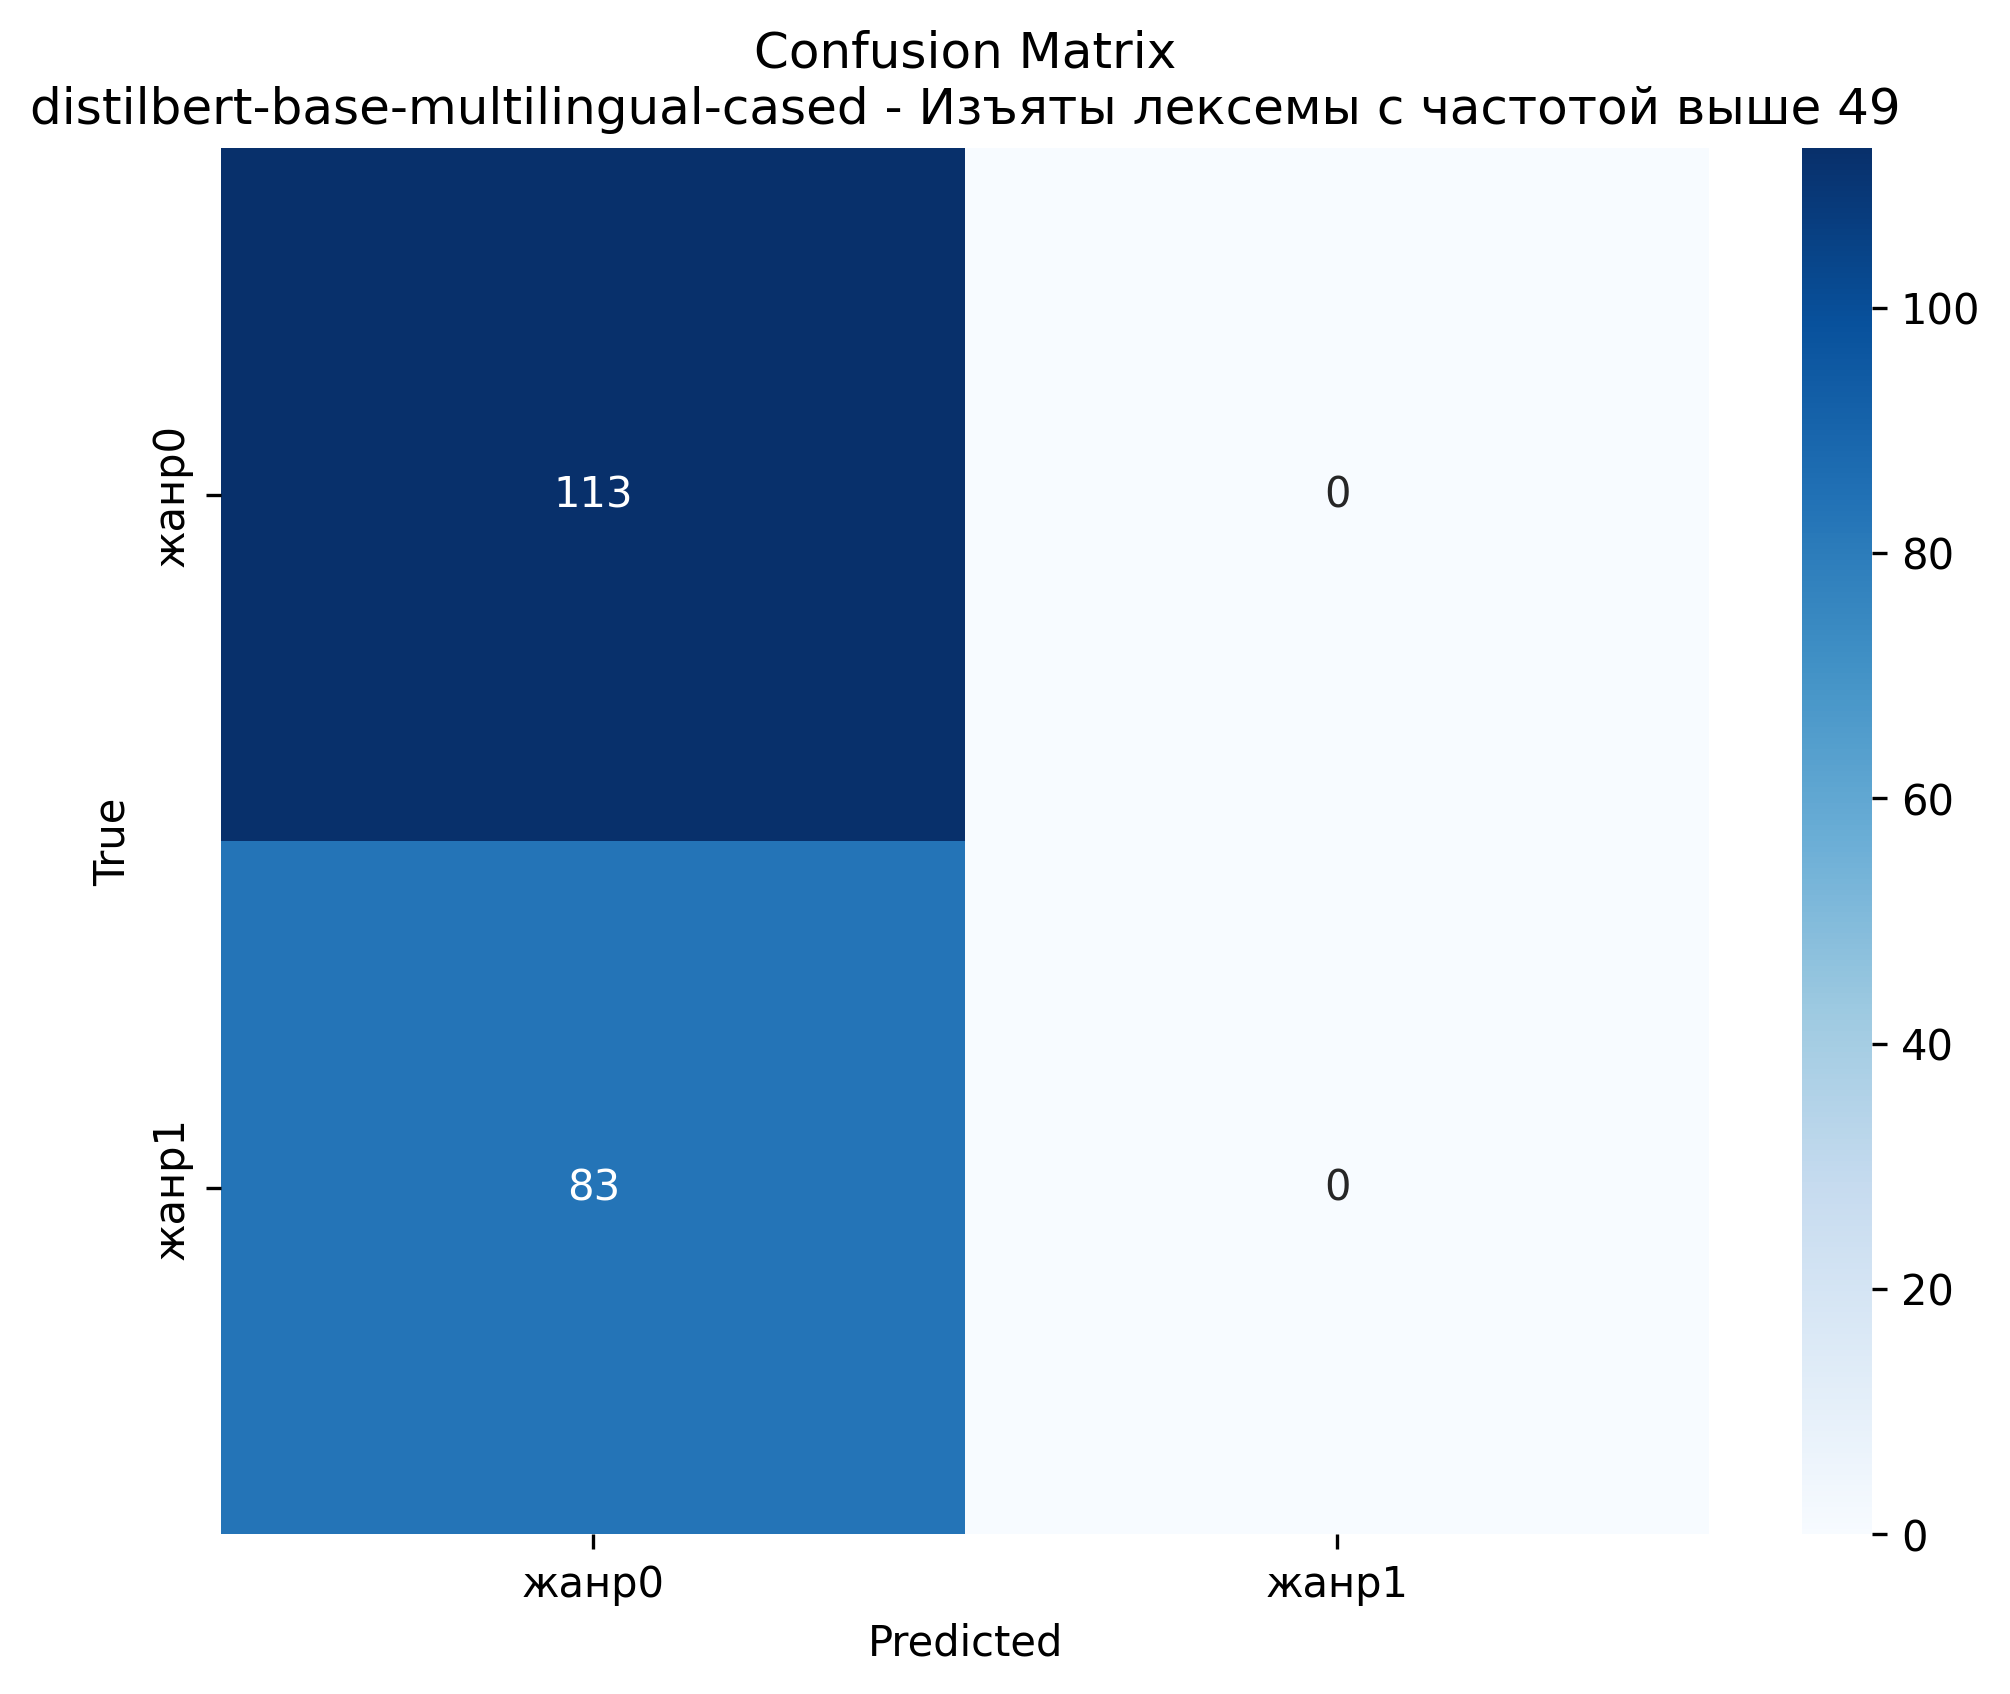 Confusion Matrix
distilbert-base-multilingual-cased - Изъяты лексемы с частотой выше 49
True
жанр0
жанр1
113
0
83
0
жанр0
жанр1
Predicted
100
80
60
40
20
0